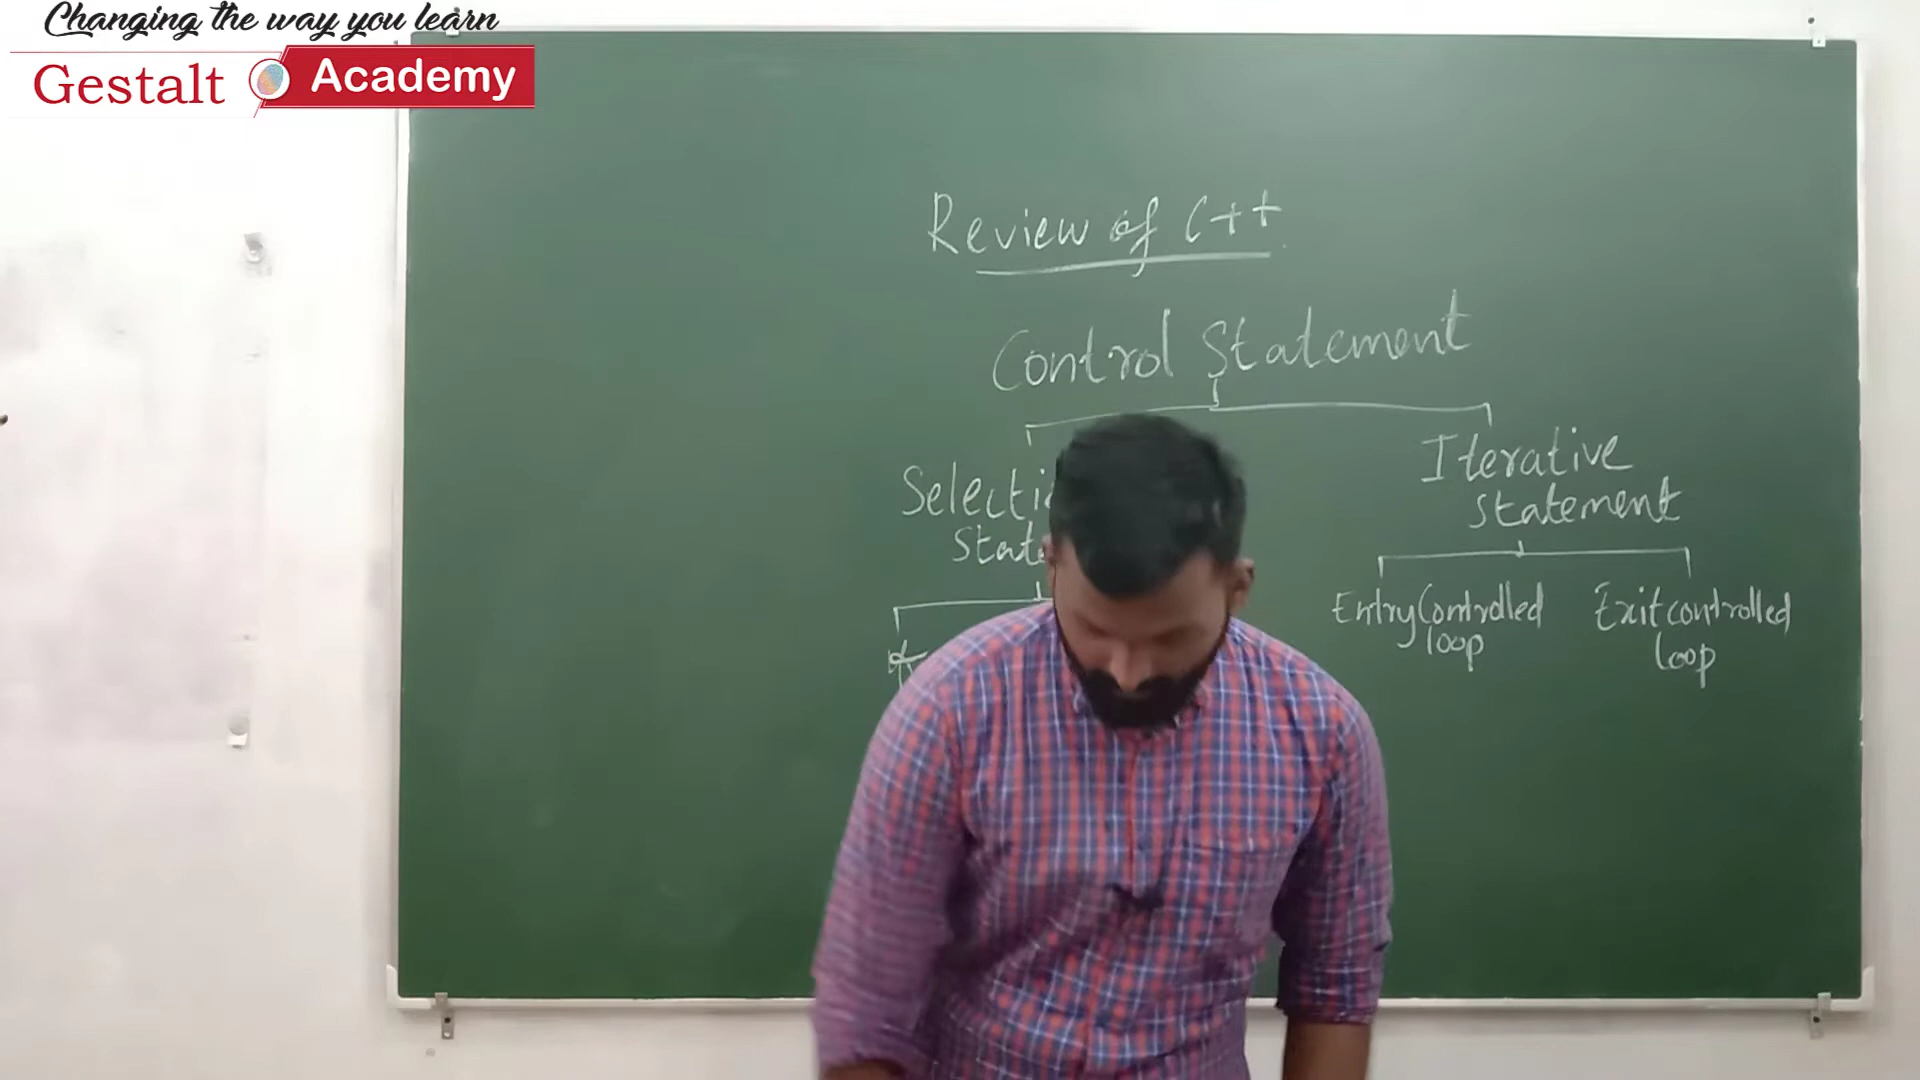 Changing the way you learn
Gestalt Academy
Review of C++
Control Statement
Iterative
statement
Entry Controlled
loop
Exit controlled
loop